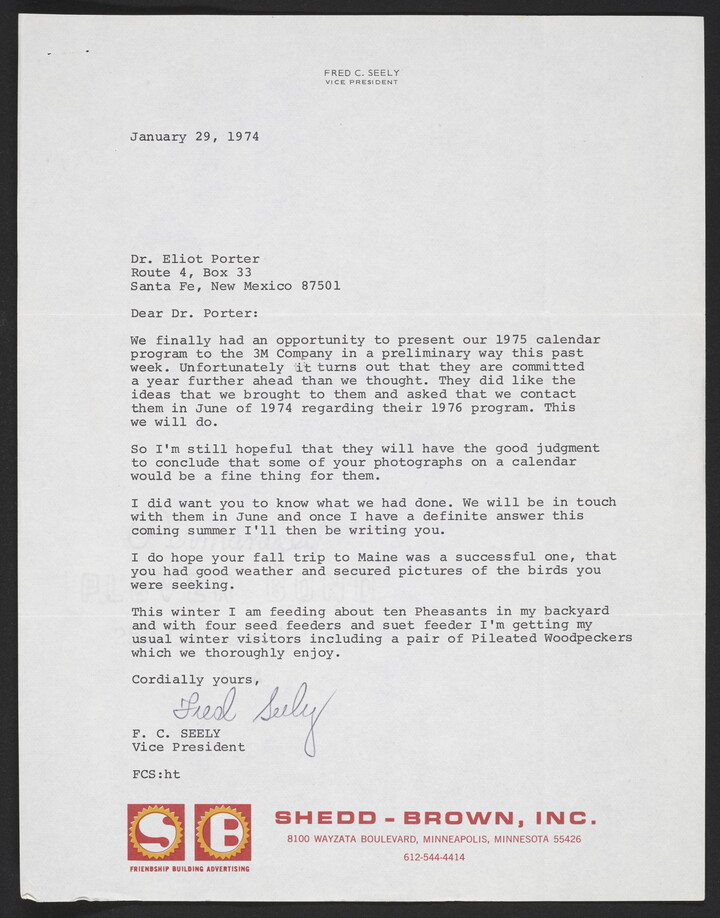 FRED C. SEELY
VICE PRESIDENT
January 29, 1974
Dr. Eliot Porter
Route 4, Box 33
Santa Fe, New Mexico 87501
Dear Dr. Porter:
We finally had an opportunity to present our 1975 calendar
program to the 3M Company in a preliminary way this past
week. Unfortunately it turns out that they are committed
a year further ahead than we thought. They did like the
ideas that we brought to them and asked that we contact
them in June of 1974 regarding their 1976 program. This
we will do.
So I'm still hopeful that they will have the good judgment
to conclude that some of your photographs on a calendar
would be a fine thing for them.
I did want you to know what we had done. We will be in touch
with them in June and once I have a definite answer this
coming summer I'll then be writing you.
I do hope your fall trip to Maine was a successful one, that
you had good weather and secured pictures of the birds you
were seeking.
This winter I am feeding about ten Pheasants in my backyard
and with four seed feeders and suet feeder I'm getting my
usual winter visitors including a pair of Pileated Woodpeckers
which we thoroughly enjoy.
Cordially yours,
Fred Seely
F. C. SEELY
Vice President
FCS:ht
S B
FRIENDSHIP BUILDING ADVERTISING
SHEDD - BROWN, INC.
8100 WAYZATA BOULEVARD, MINNEAPOLIS, MINNESOTA 55426
612-544-4414